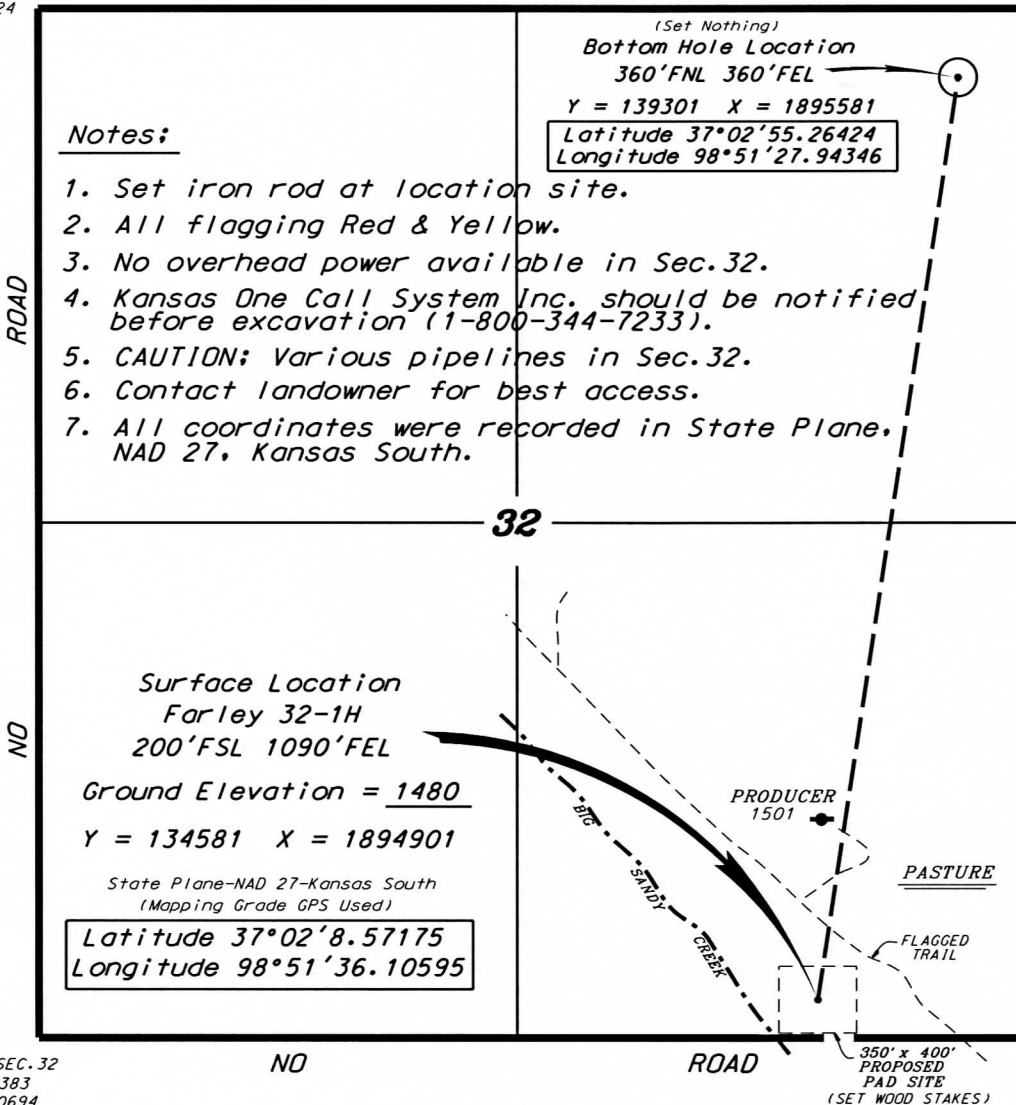 24
(Set Nothing)
Bottom Hole Location
360'FNL 360'FEL
Y = 139301 X = 1895581
Latitude 37°02'55.26424
Longitude 98°51'27.94346
Notes:
1. Set iron rod at location site.
2. All flagging Red & Yellow.
3. No overhead power available in Sec.32.
4. Kansas One Call System Inc. should be notified
before excavation (1-800-344-7233).
5. CAUTION: Various pipelines in Sec.32.
6. Contact landowner for best access.
7. All coordinates were recorded in State Plane,
NAD 27, Kansas South.
ROAD
NO
32
Surface Location
Farley 32-1H
200'FSL 1090'FEL
Ground Elevation = 1480
Y = 134581 X = 1894901
State Plane-NAD 27-Kansas South
(Mapping Grade GPS Used)
Latitude 37°02'8.57175
Longitude 98°51'36.10595
BIG
SANDY
CREEK
PRODUCER
1501
PASTURE
FLAGGED
TRAIL
NO
ROAD
350' x 400'
PROPOSED
PAD SITE
(SET WOOD STAKES)
SEC.32
383
0694